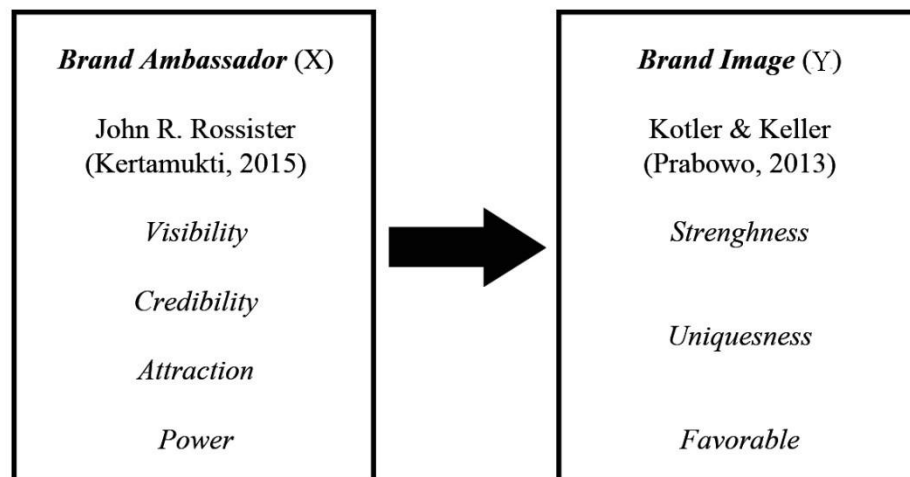 Brand Ambassador (X)
John R. Rossister
(Kertamukti, 2015)
Visibility
Credibility
Attraction
Power
Brand Image (Y)
Kotler & Keller
(Prabowo, 2013)
Strenghness
Uniquesness
Favorable